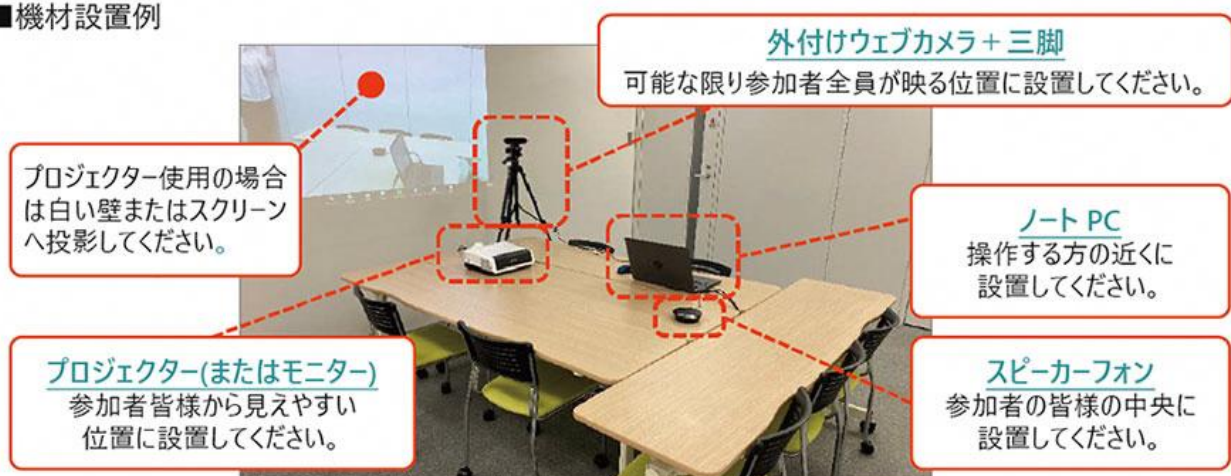 ■機材設置例
外付けウェブカメラ＋三脚
可能な限り参加者全員が映る位置に設置してください。
プロジェクター使用の場合
は白い壁またはスクリーン
へ投影してください。
ノート PC
操作する方の近くに
設置してください。
プロジェクター(またはモニター)
参加者皆様から見えやすい
位置に設置してください。
スピーカーフォン
参加者の皆様の中央に
設置してください。